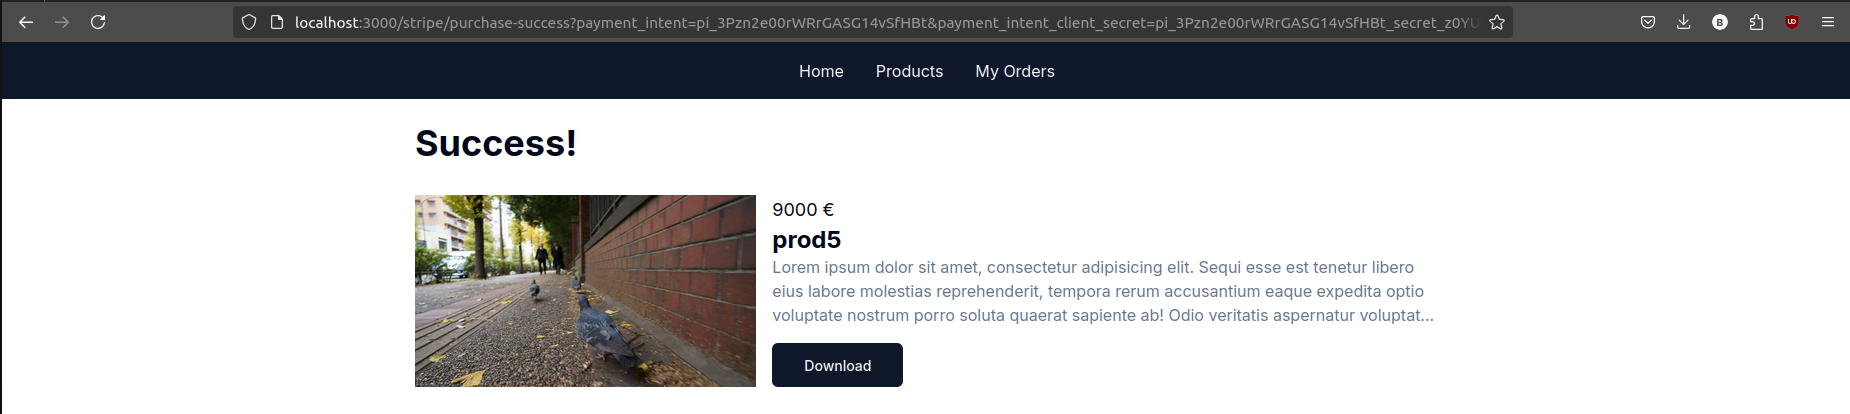 localhost:3000/stripe/purchase-success?payment_intent=pi_3Pzn2e00rWRrGASG14vSfHBt&payment_intent_client_secret=pi_3Pzn2e00rWRrGASG14vSfHBt_secret_z0YU
Home Products My Orders
Success!
9000 €
prod5
Lorem ipsum dolor sit amet, consectetur adipisicing elit. Sequi esse est tenetur libero
eius labore molestias reprehenderit, tempora rerum accusantium eaque expedita optio
voluptate nostrum porro soluta quaerat sapiente ab! Odio veritatis aspernatur voluptat...
Download